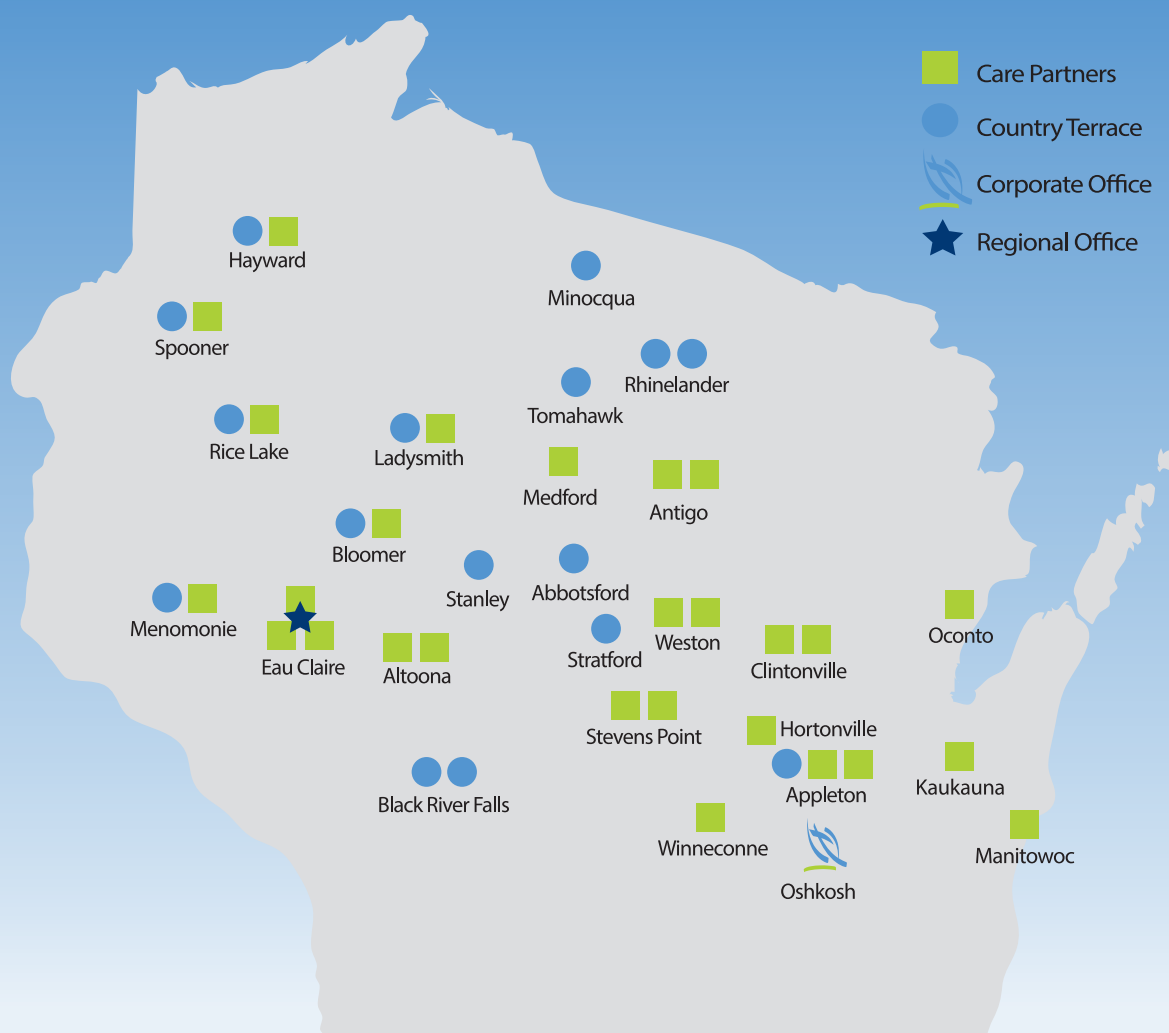 Care Partners
Country Terrace
Corporate Office
Regional Office
Hayward
Minocqua
Spooner
Rhinelander
Tomahawk
Rice Lake
Ladysmith
Medford
Antigo
Bloomer
Stanley
Abbotsford
Menomonie
Weston
Oconto
Stratford
Eau Claire
Altoona
Clintonville
Stevens Point
Hortonville
Kaukauna
Appleton
Black River Falls
Winneconne
Manitowoc
Oshkosh